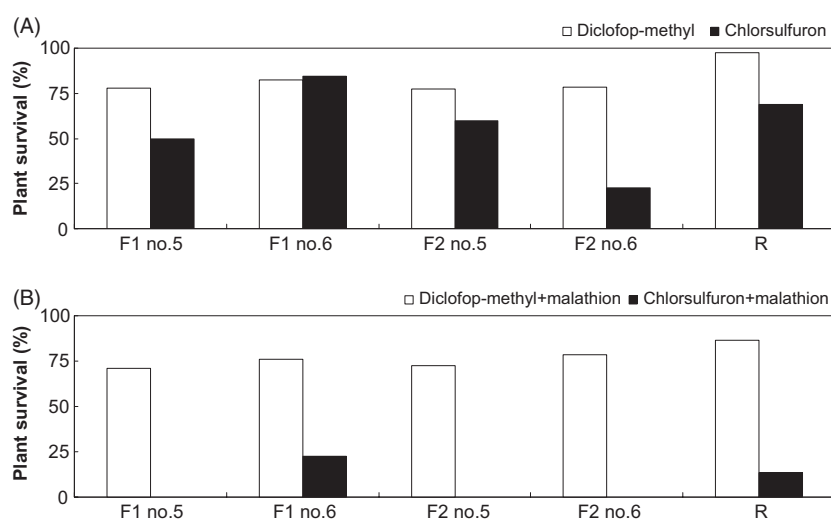 (A)
Diclofop-methyl Chlorsulfuron
Plant survival (%)
100
75
50
25
0
F1 no.5 F1 no.6 F2 no.5 F2 no.6 R
(B)
Diclofop-methyl+malathion Chlorsulfuron+malathion
Plant survival (%)
100
75
50
25
0
F1 no.5 F1 no.6 F2 no.5 F2 no.6 R